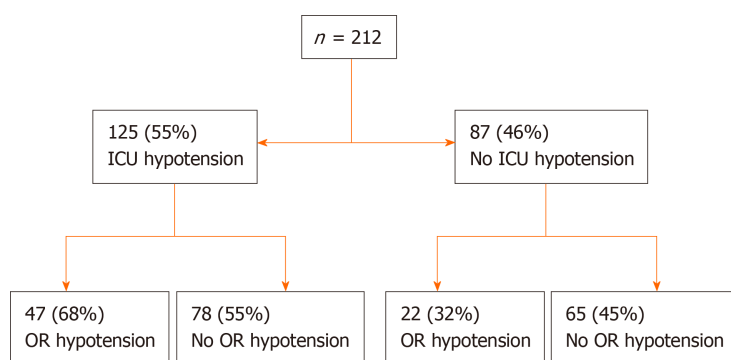 n = 212
125 (55%)
ICU hypotension
87 (46%)
No ICU hypotension
47 (68%)
OR hypotension
78 (55%)
No OR hypotension
22 (32%)
OR hypotension
65 (45%)
No OR hypotension